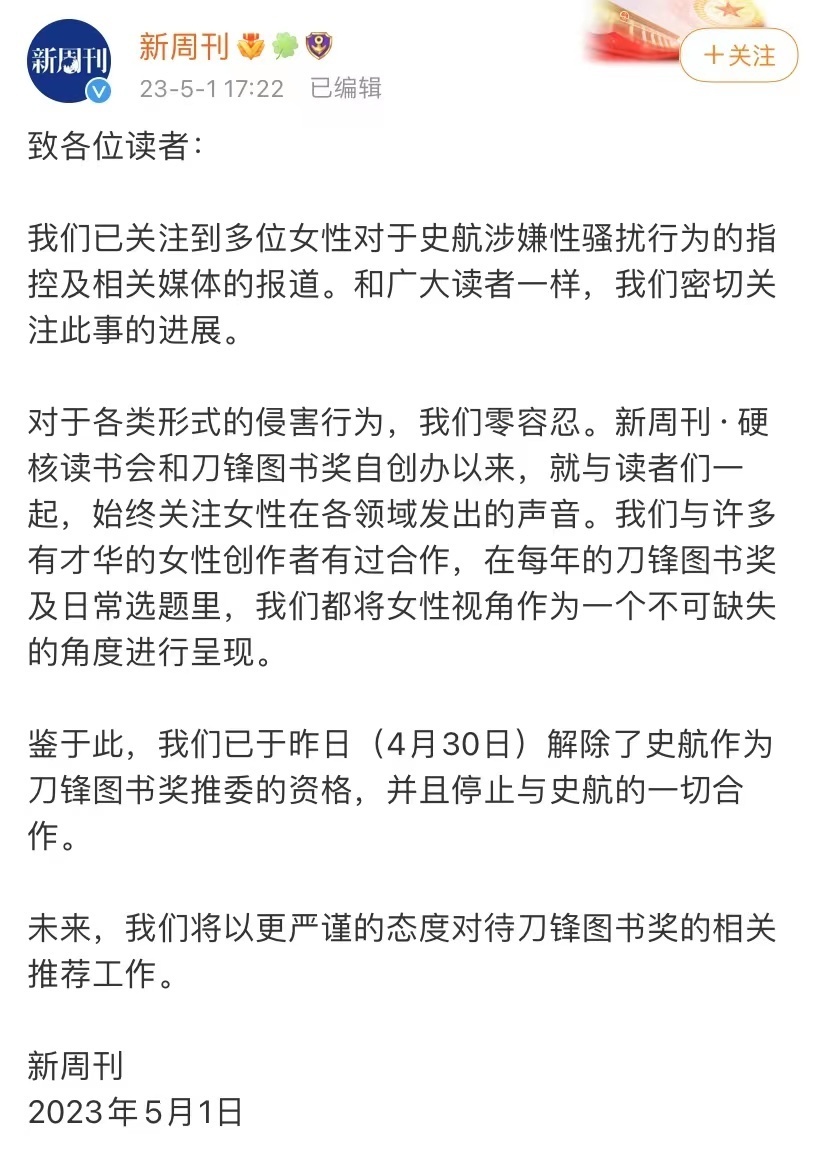 新周刊
新周刊
23-5-1 17:22 已编辑
+关注
致各位读者：
我们已关注到多位女性对于史航涉嫌性骚扰行为的指
控及相关媒体的报道。和广大读者一样，我们密切关
注此事的进展。
对于各类形式的侵害行为，我们零容忍。新周刊·硬
核读书会和刀锋图书奖自创办以来，就与读者们一
起，始终关注女性在各领域发出的声音。我们与许多
有才华的女性创作者有过合作，在每年的刀锋图书奖
及日常选题里，我们都将女性视角作为一个不可缺失
的角度进行呈现。
鉴于此，我们已于昨日（4月30日）解除了史航作为
刀锋图书奖推委的资格，并且停止与史航的一切合
作。
未来，我们将以更严谨的态度对待刀锋图书奖的相关
推荐工作。
新周刊
2023年5月1日